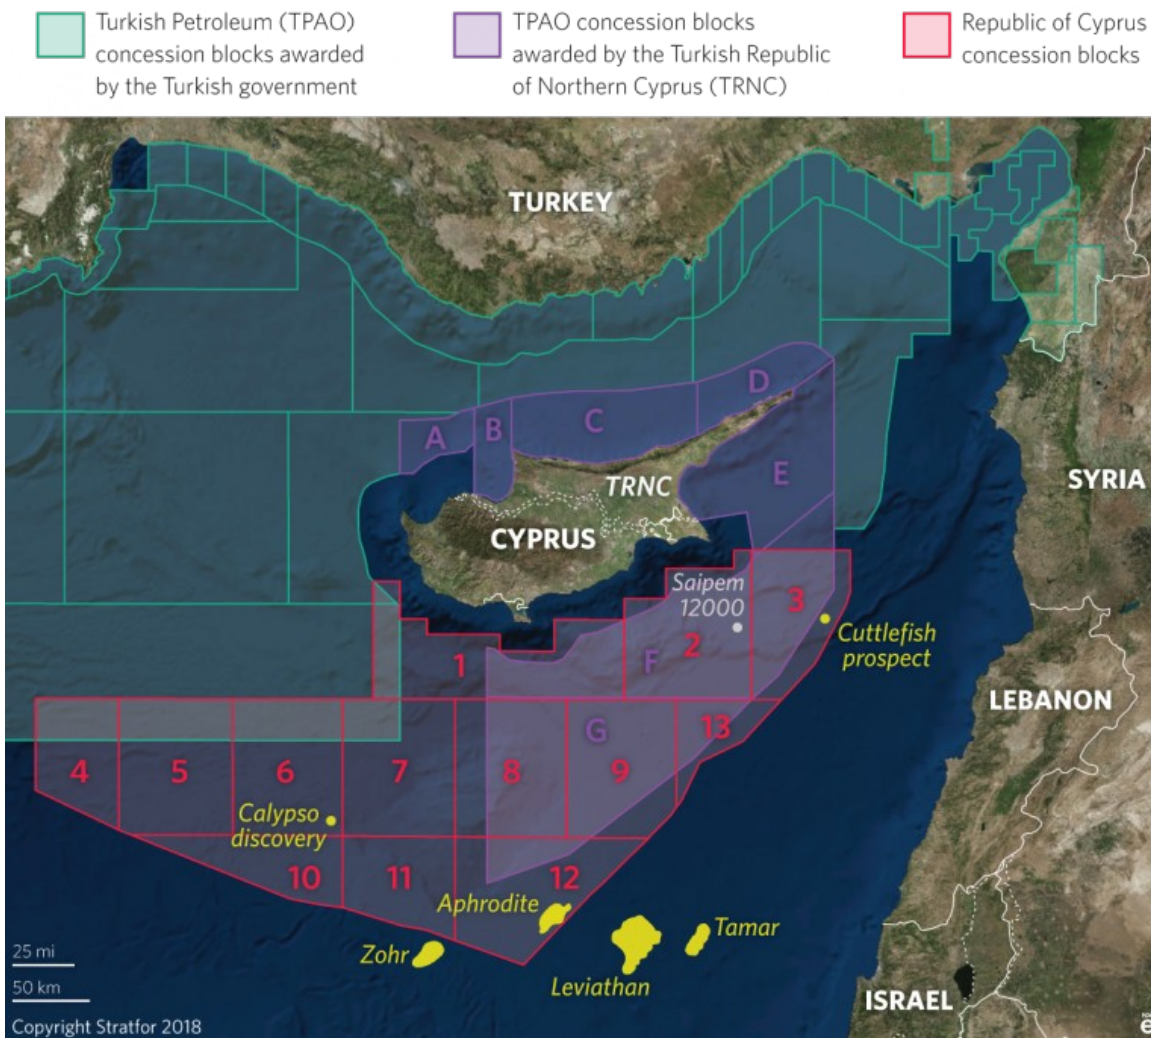 Turkish Petroleum (TPAO)
concession blocks awarded
by the Turkish government
TPAO concession blocks
awarded by the Turkish Republic
of Northern Cyprus (TRNC)
Republic of Cyprus
concession blocks
TURKEY
D
C
B
A
E
SYRIA
TRNC
CYPRUS
Saipem
12000
3
Cuttlefish
prospect
2
1
F
LEBANON
G
13
4
5
6
7
8
9
Calypso
discovery
10
11
12
Aphrodite
Tamar
Zohr
Leviathan
25 mi
50 km
ISRAEL
Copyright Stratfor 2018